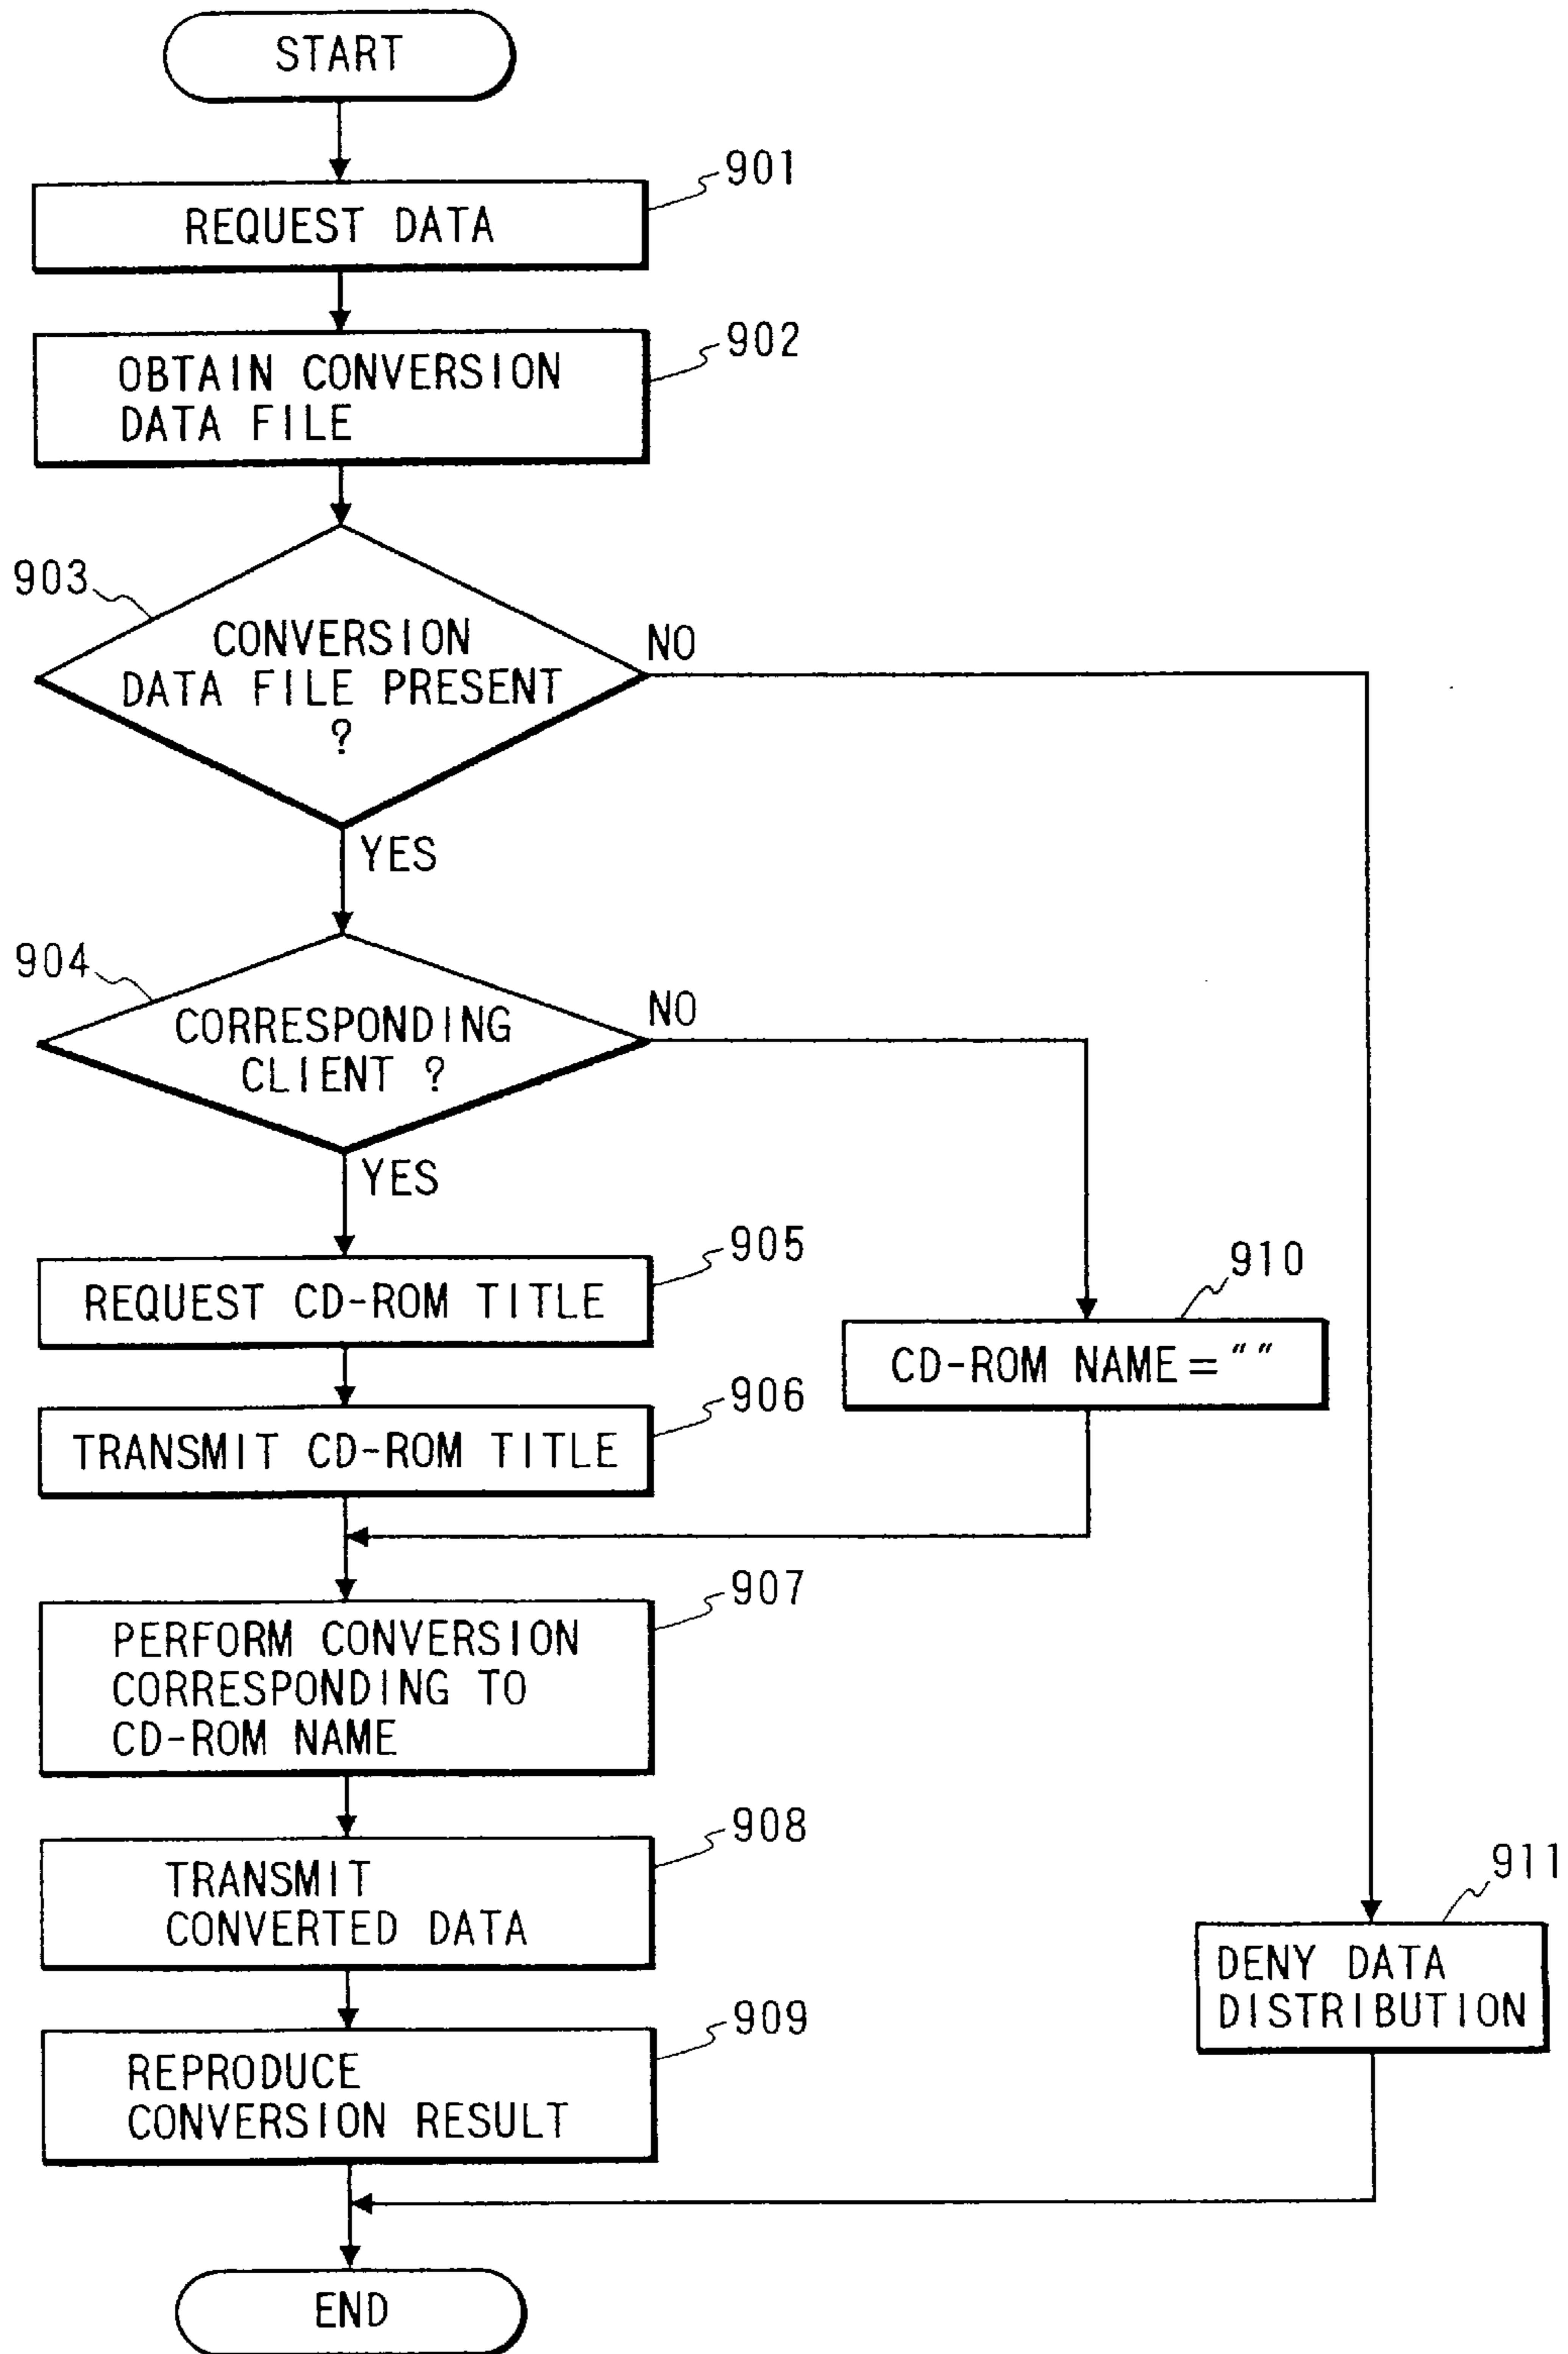 START
901
REQUEST DATA
902
OBTAIN CONVERSION
DATA FILE
903
CONVERSION
DATA FILE PRESENT
?
NO
YES
904
CORRESPONDING
CLIENT ?
NO
YES
905
REQUEST CD-ROM TITLE
910
CD-ROM NAME = ″ ″
906
TRANSMIT CD-ROM TITLE
907
PERFORM CONVERSION
CORRESPONDING TO
CD-ROM NAME
908
TRANSMIT
CONVERTED DATA
911
DENY DATA
DISTRIBUTION
909
REPRODUCE
CONVERSION RESULT
END